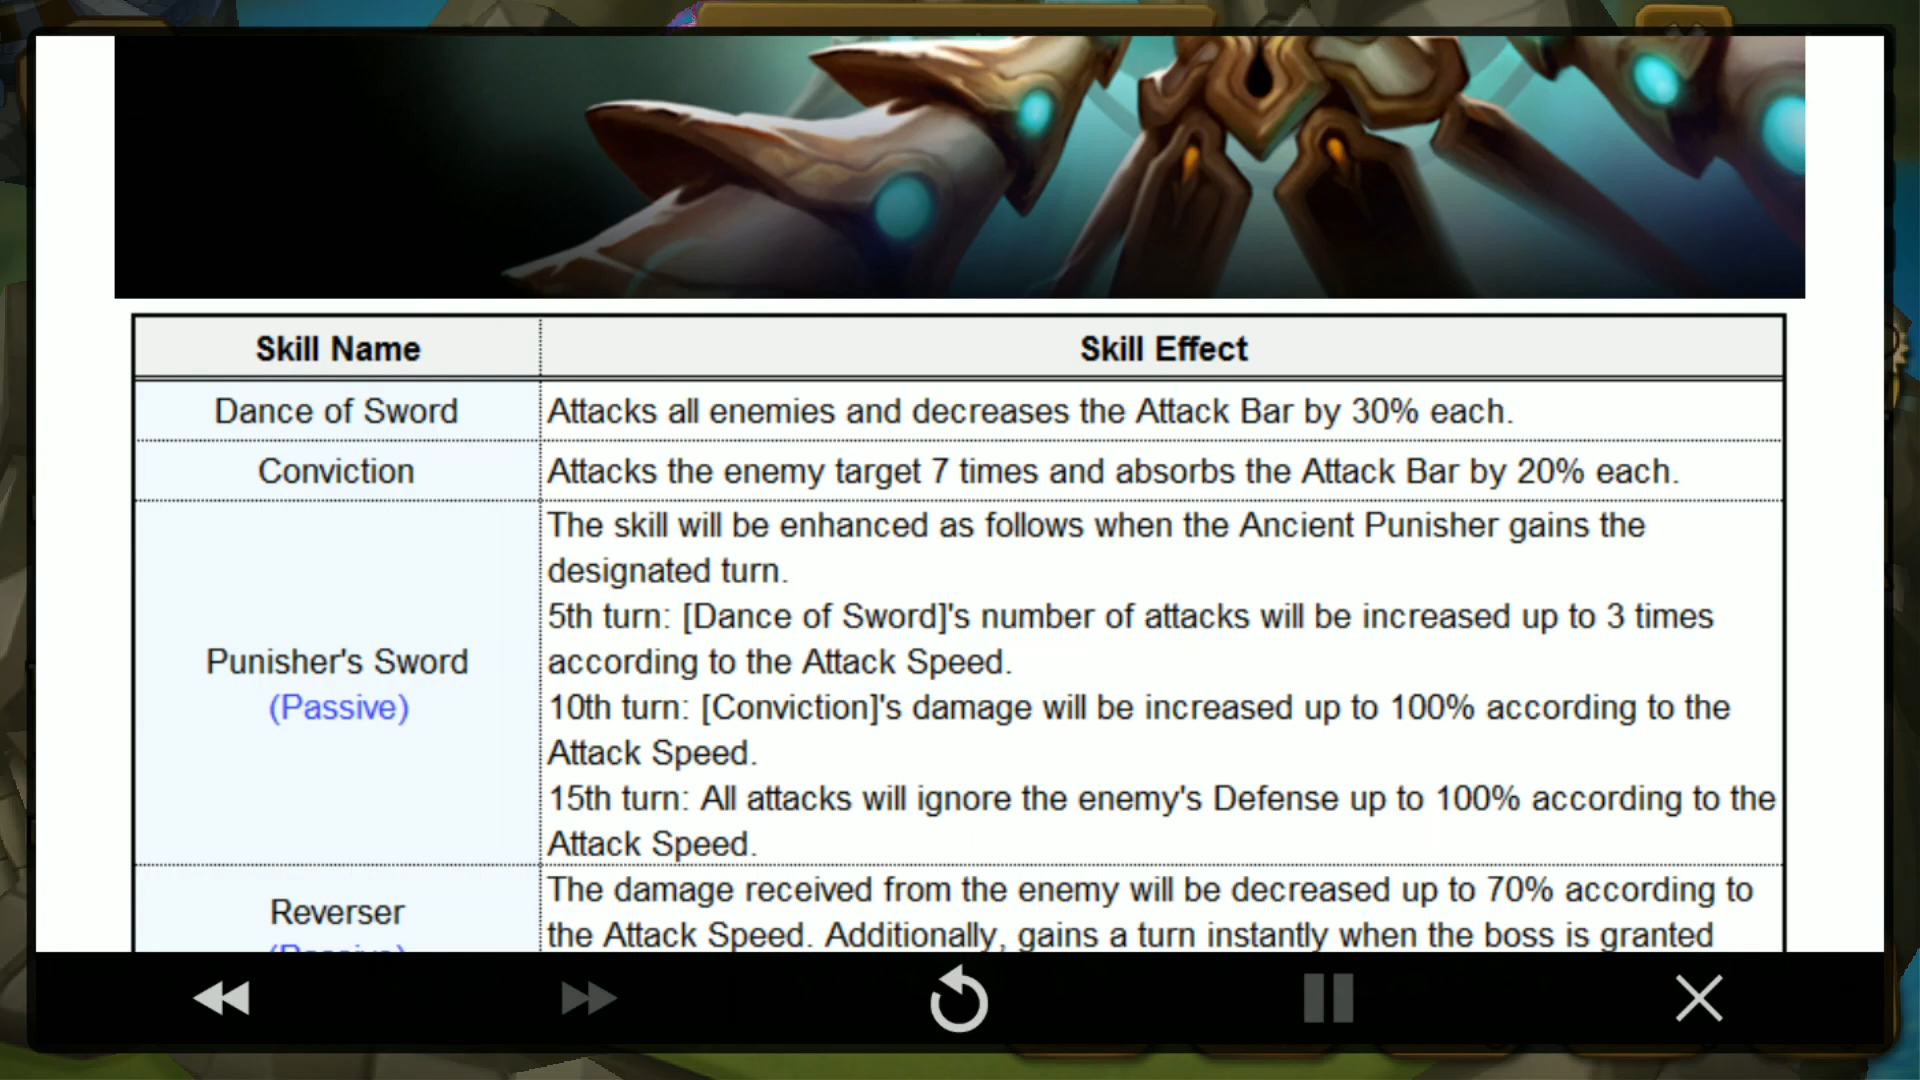 Skill Name
Skill Effect
Dance of Sword
Attacks all enemies and decreases the Attack Bar by 30% each.
Conviction
Attacks the enemy target 7 times and absorbs the Attack Bar by 20% each.
Punisher's Sword
(Passive)
The skill will be enhanced as follows when the Ancient Punisher gains the
designated turn.
5th turn: [Dance of Sword]'s number of attacks will be increased up to 3 times
according to the Attack Speed.
10th turn: [Conviction]'s damage will be increased up to 100% according to the
Attack Speed.
15th turn: All attacks will ignore the enemy's Defense up to 100% according to the
Attack Speed.
Reverser
(Passive)
The damage received from the enemy will be decreased up to 70% according to
the Attack Speed. Additionally, gains a turn instantly when the boss is granted